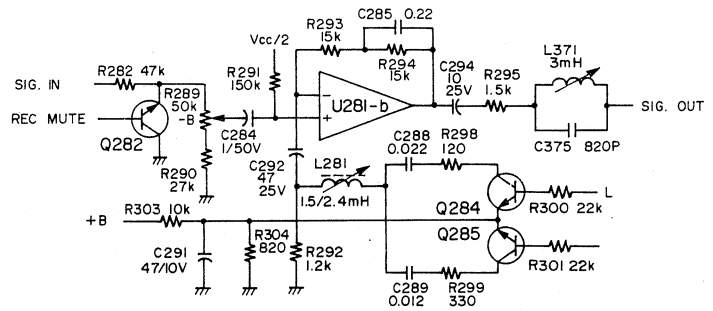 C285 0.22
R293
15k
R294
15k
Vcc/2
R291
150k
C294
10
25V
R295
1.5k
L371
3mH
R282 47k
SIG. IN
R289
50k
-B
REC MUTE
Q282
C284
1/50V
U281-b
-
+
SIG. OUT
C375 820P
C288
0.022
R298
120
R290
27k
C292
47
25V
L281
1.5/2.4mH
Q284
L
R300 22k
+B
R303 10k
Q285
C291
47/10V
R304
820
R292
1.2k
R301 22k
C289
0.012
R299
330